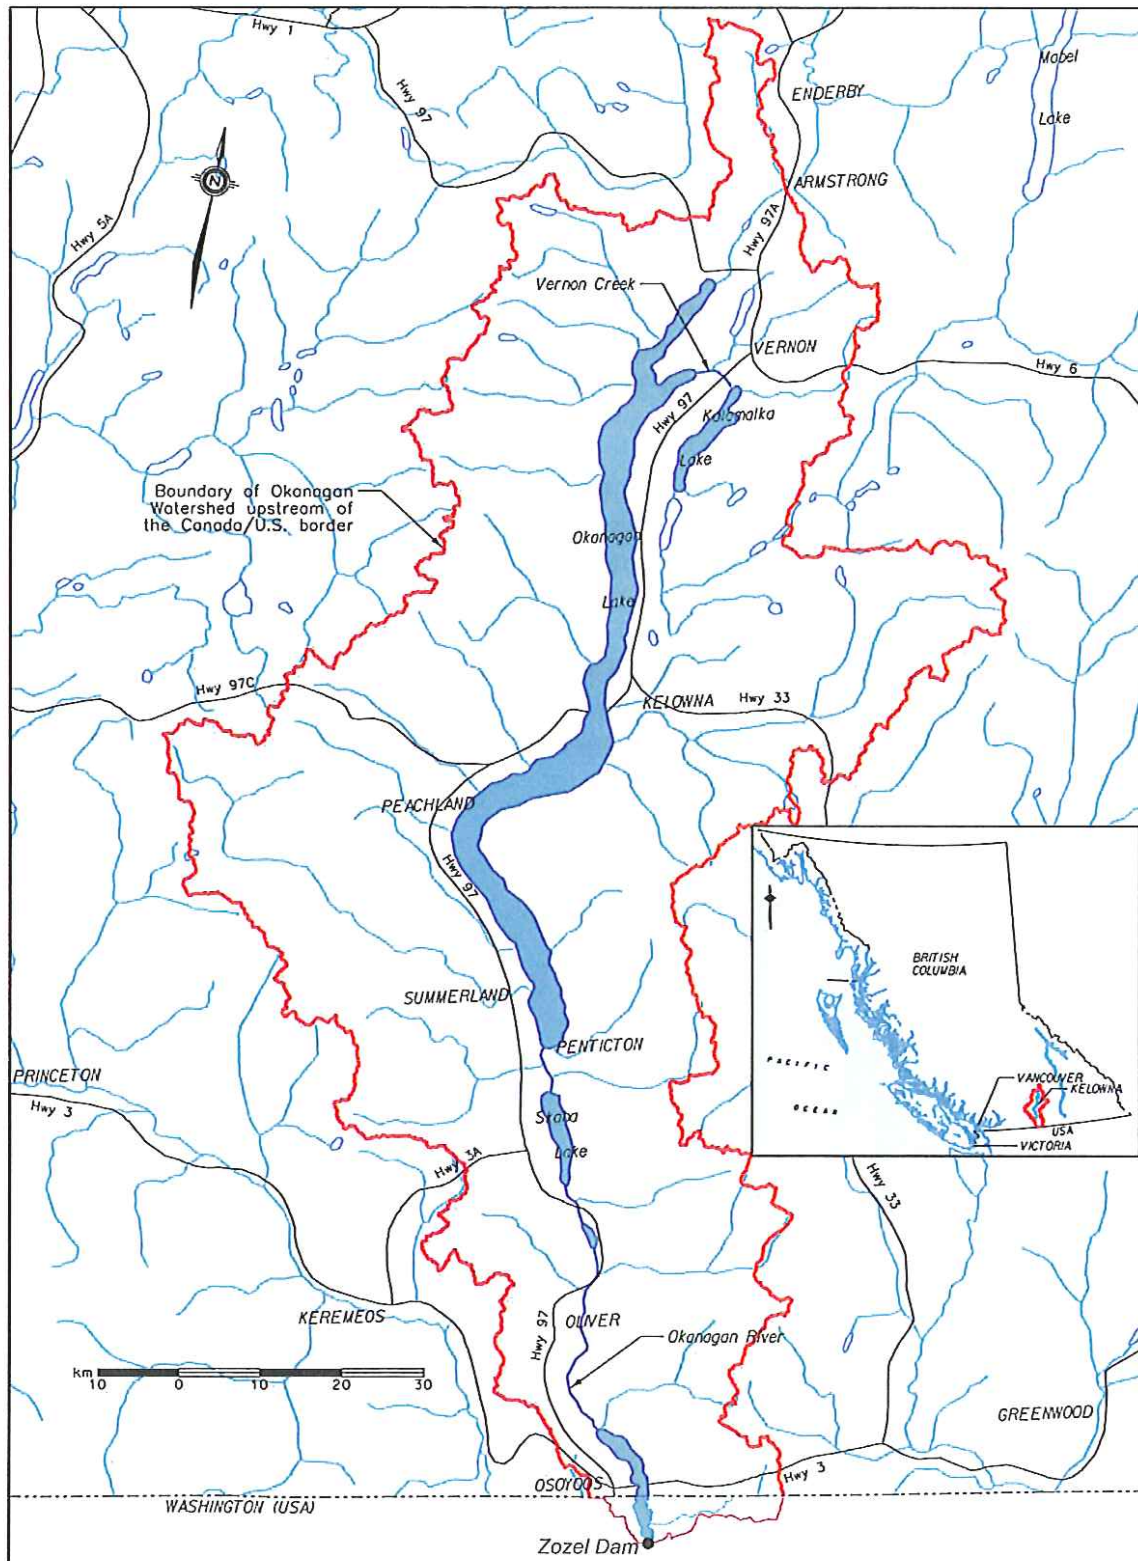 Hwy 1
Mabel
Lake
Hwy 97
ENDERBY
N
ARMSTRONG
Hwy 5A
Hwy 97A
Vernon Creek
VERNON
Hwy 6
Hwy 97
Kalamalka
Lake
Boundary of Okanagan
Watershed upstream of
the Canada/U.S. border
Okanagan
Lake
Hwy 97C
KELOWNA
Hwy 33
PEACHLAND
Hwy 97
BRITISH
COLUMBIA
SUMMERLAND
PENTICTON
PACIFIC
OCEAN
VANCOUVER
KELOWNA
USA
VICTORIA
PRINCETON
Hwy 3
Skaha
Lake
Hwy 3A
Hwy 33
KEREMEOS
OLIVER
Hwy 97
Okanagan River
km
10 0 10 20 30
GREENWOOD
OSOYOOS
Hwy 3
WASHINGTON (USA)
Zozel Dam